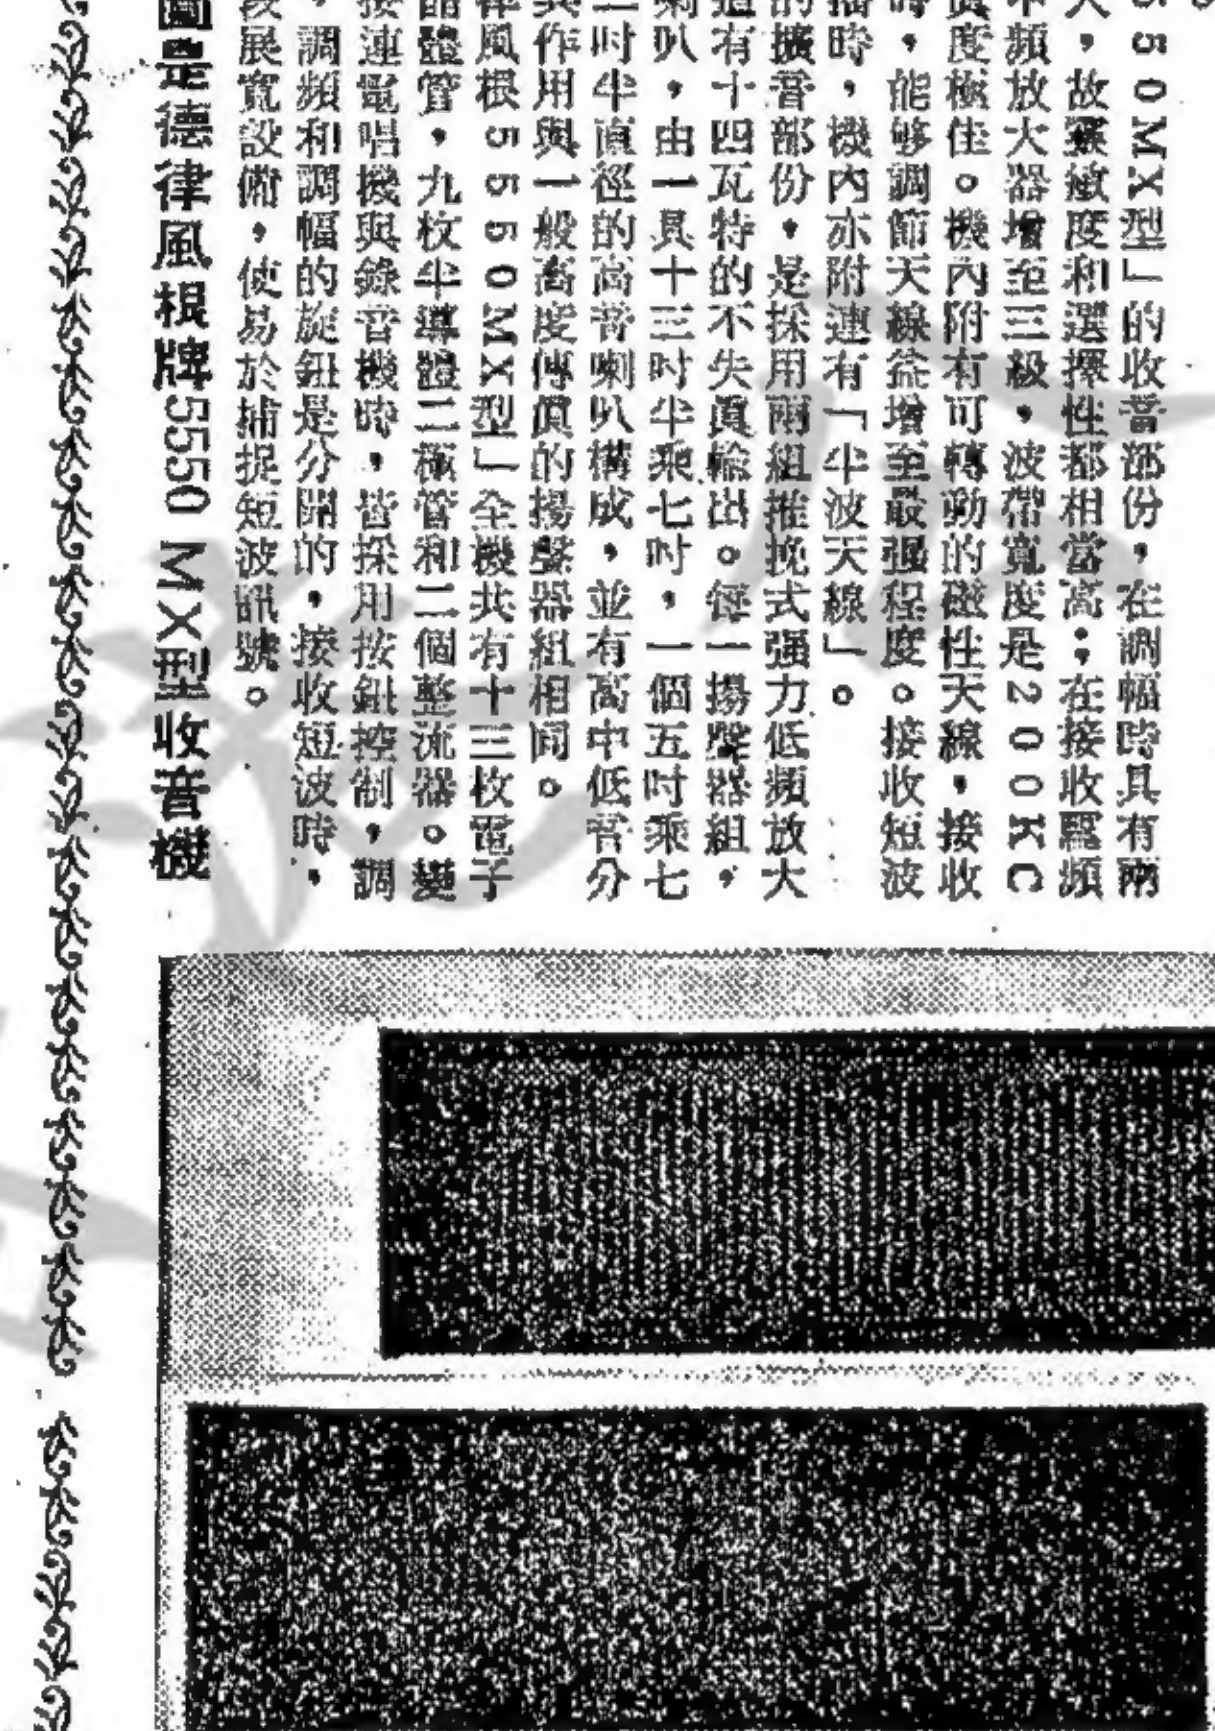 550MX型」的收音部份，在調幅時具有兩
大，故靈敏度和選擇性都相當高；在接收調頻
頻放大器增至三級，波帶寬度是200KC
真度極佳。機內附有可轉動的磁性天線，接收
時，能够調節天線益增至最强程度。接收短波
播時，機內亦附連有「半波天線」。
的擴音部份，是採用兩組推挽式强力低頻放大
道有十四瓦特的不失眞輸出。每一揚聲器組，
喇叭，由一具十三吋半乘七吋，一個五吋乘七
二吋半直徑的高音喇叭構成，並有高中低音分
其作用與一般高度傳眞的揚聲器組相同。
律風根5550MX型」全機共有十三枚電子
晶體管，九枚半導體二極管和二個整流器。變
接連電唱機與錄音機時，皆採用按鈕控制，調
，調頻和調幅的旋鈕是分開的，接收短波時，
段展寬設備，使易於捕捉短波訊號。
圖是德律風根牌5550 MX型收音機